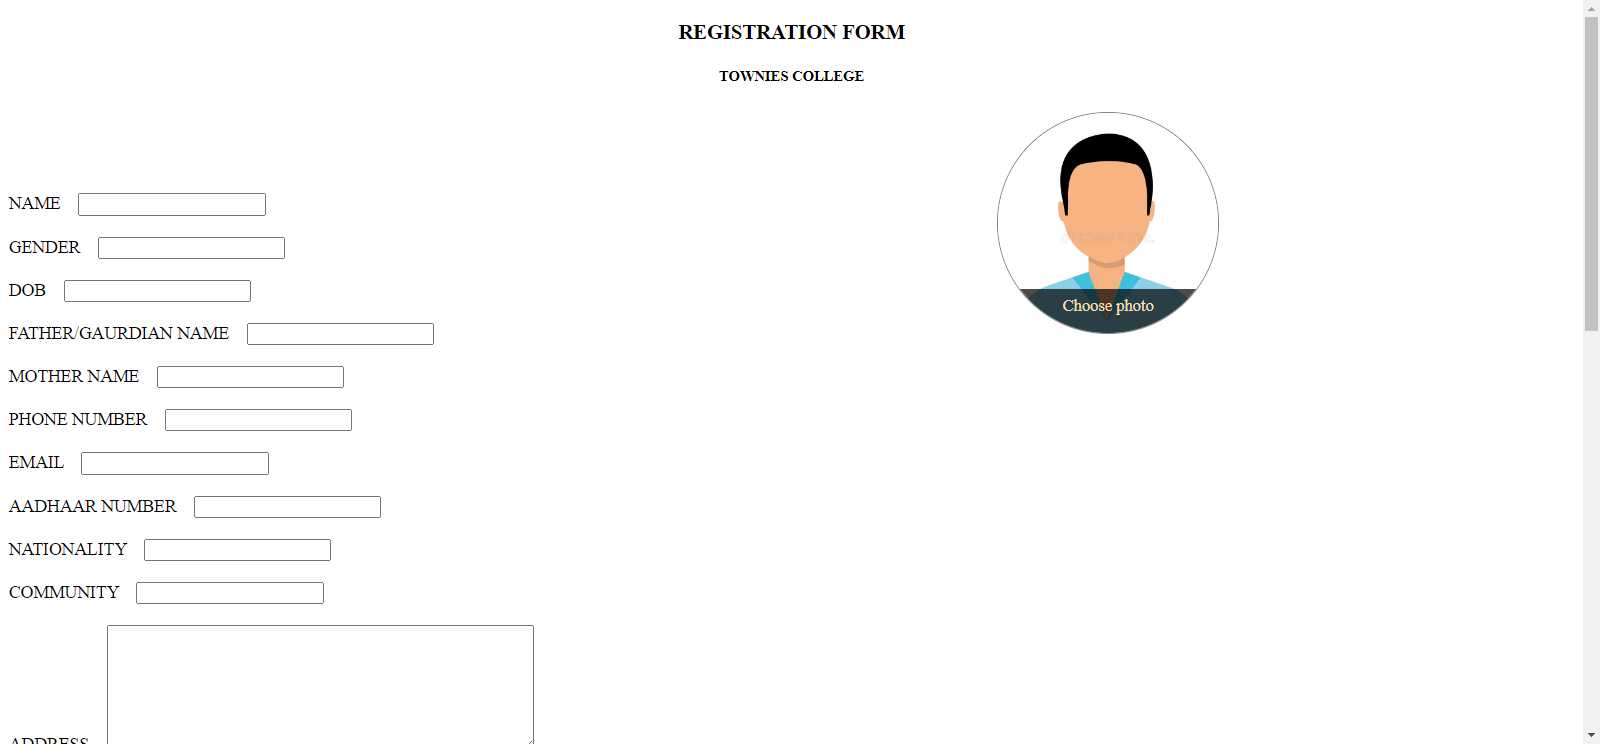 REGISTRATION FORM
TOWNIES COLLEGE
Choose photo
NAME
GENDER
DOB
FATHER/GAURDIAN NAME
MOTHER NAME
PHONE NUMBER
EMAIL
AADHAAR NUMBER
NATIONALITY
COMMUNITY
ADDRESS